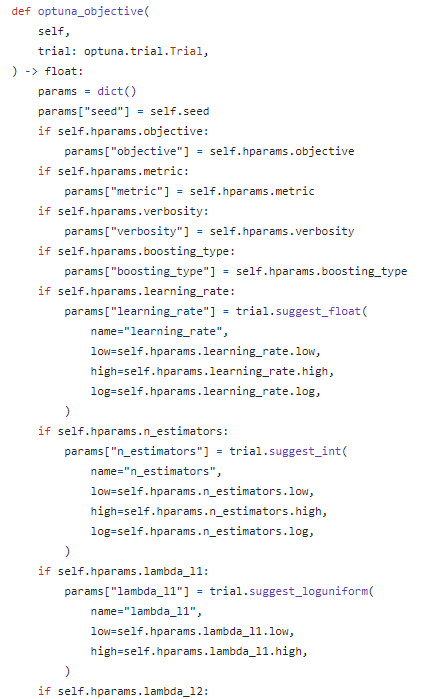 def optuna_objective(
    self,
    trial: optuna.trial.Trial,
) -> float:
    params = dict()
    params["seed"] = self.seed
    if self.hparams.objective:
        params["objective"] = self.hparams.objective
    if self.hparams.metric:
        params["metric"] = self.hparams.metric
    if self.hparams.verbosity:
        params["verbosity"] = self.hparams.verbosity
    if self.hparams.boosting_type:
        params["boosting_type"] = self.hparams.boosting_type
    if self.hparams.learning_rate:
        params["learning_rate"] = trial.suggest_float(
            name="learning_rate",
            low=self.hparams.learning_rate.low,
            high=self.hparams.learning_rate.high,
            log=self.hparams.learning_rate.log,
        )
    if self.hparams.n_estimators:
        params["n_estimators"] = trial.suggest_int(
            name="n_estimators",
            low=self.hparams.n_estimators.low,
            high=self.hparams.n_estimators.high,
            log=self.hparams.n_estimators.log,
        )
    if self.hparams.lambda_l1:
        params["lambda_l1"] = trial.suggest_loguniform(
            name="lambda_l1",
            low=self.hparams.lambda_l1.low,
            high=self.hparams.lambda_l1.high,
        )
    if self.hparams.lambda_l2: